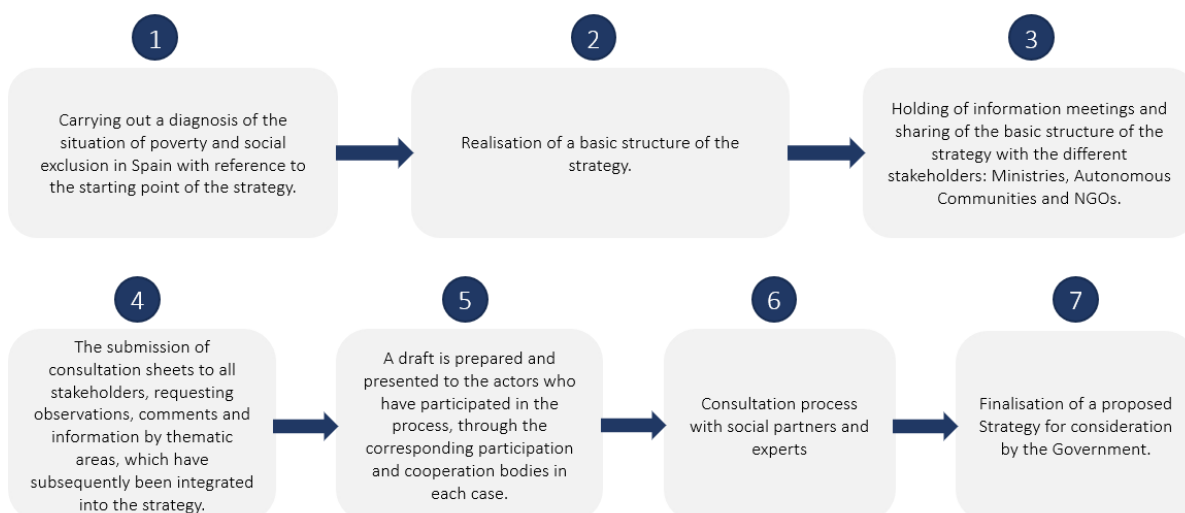 1
Carrying out a diagnosis of the
situation of poverty and social
exclusion in Spain with reference to
the starting point of the strategy.
2
Realisation of a basic structure of the
strategy.
3
Holding of information meetings and
sharing of the basic structure of the
strategy with the different
stakeholders: Ministries, Autonomous
Communities and NGOs.
4
The submission of
consultation sheets to all
stakeholders, requesting
observations, comments and
information by thematic
areas, which have
subsequently been integrated
into the strategy.
5
A draft is prepared and
presented to the actors who
have participated in the
process, through the
corresponding participation
and cooperation bodies in
each case.
6
Consultation process
with social partners and
experts
7
Finalisation of a proposed
Strategy for consideration
by the Government.